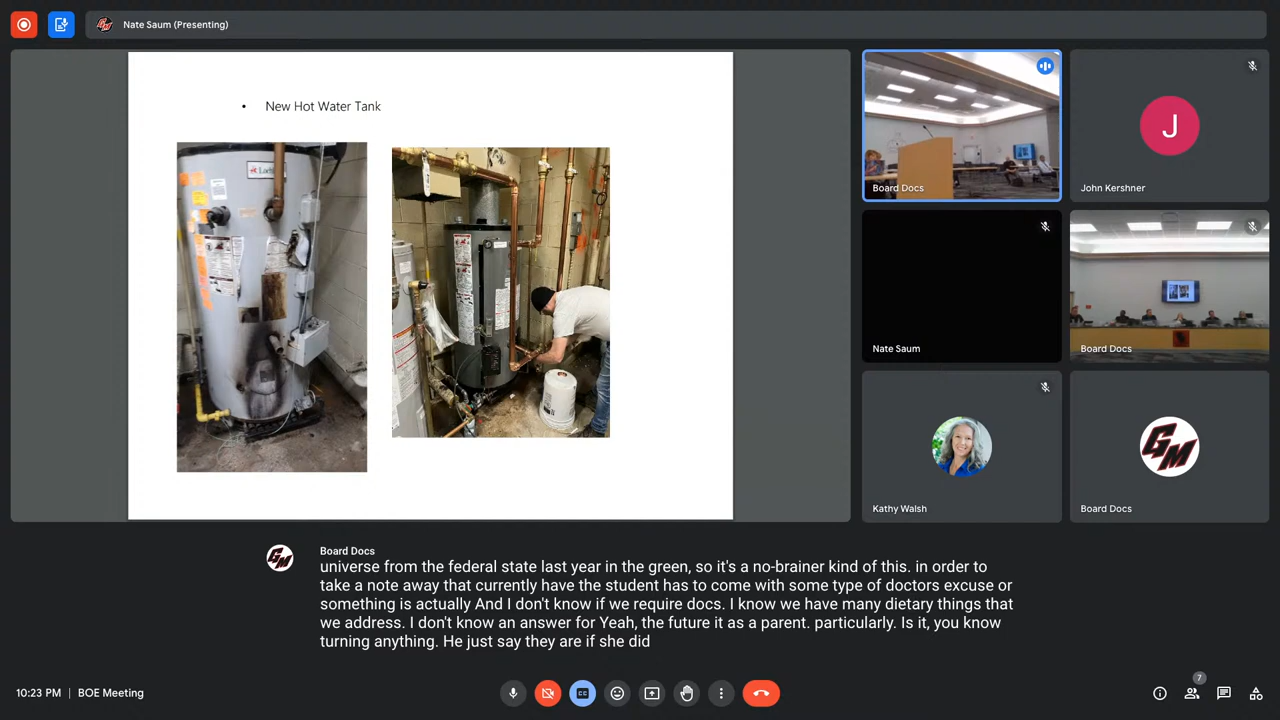 Nate Saum (Presenting)
• New Hot Water Tank
Board Docs
John Kershner
J
Nate Saum
Board Docs
Kathy Walsh
GM
Board Docs
Board Docs
universe from the federal state last year in the green, so it's a no-brainer kind of this. in order to
take a note away that currently have the student has to come with some type of doctors excuse or
something is actually And I don't know if we require docs. I know we have many dietary things that
we address. I don't know an answer for Yeah, the future it as a parent. particularly. Is it, you know
turning anything. He just say they are if she did
10:23 PM | BOE Meeting
CC
7